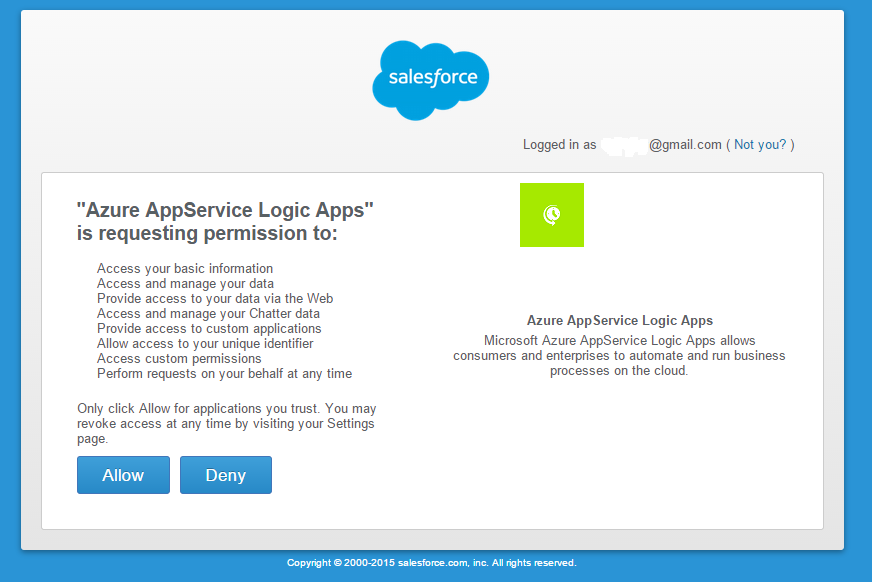 salesforce
Logged in as @gmail.com ( Not you? )
"Azure AppService Logic Apps"
is requesting permission to:
Access your basic information
Access and manage your data
Provide access to your data via the Web
Access and manage your Chatter data
Provide access to custom applications
Allow access to your unique identifier
Access custom permissions
Perform requests on your behalf at any time
Only click Allow for applications you trust. You may
revoke access at any time by visiting your Settings
page.
Allow
Deny
Azure AppService Logic Apps
Microsoft Azure AppService Logic Apps allows
consumers and enterprises to automate and run business
processes on the cloud.
Copyright © 2000-2015 salesforce.com, inc. All rights reserved.